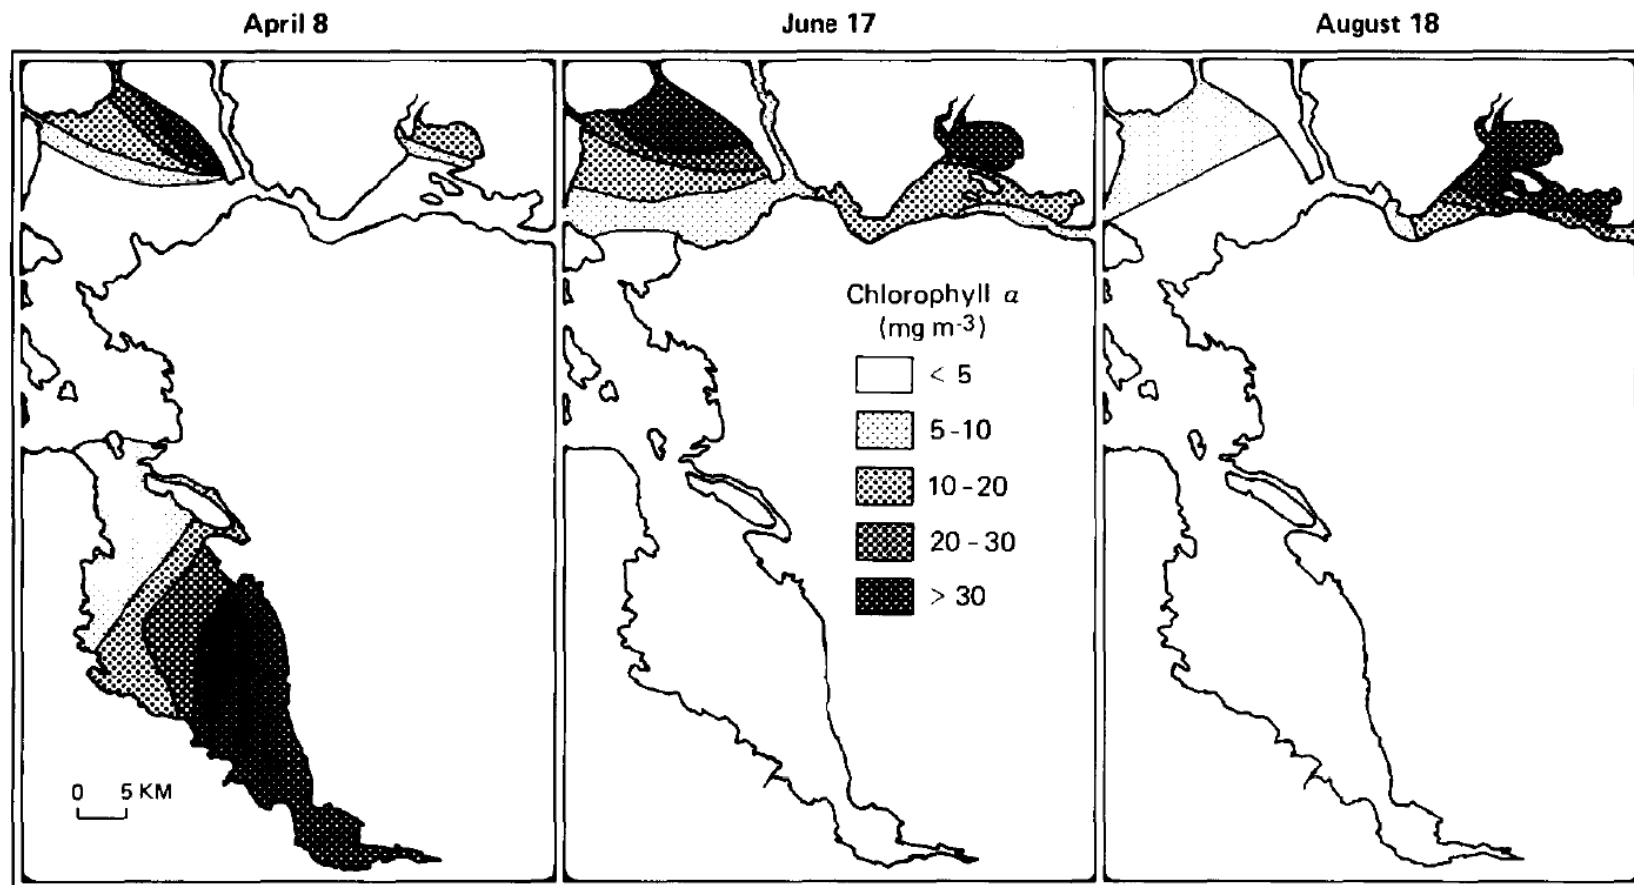 April 8
June 17
August 18
Chlorophyll a
(mg m-3)
< 5
5-10
10-20
20-30
> 30
0 5 KM